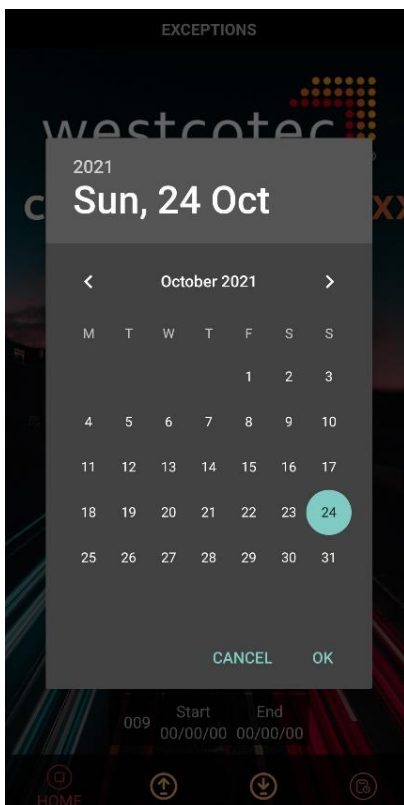 EXCEPTIONS
westcotec
2021
Sun, 24 Oct
October 2021
M T W T F S S
1 2 3
4 5 6 7 8 9 10
11 12 13 14 15 16 17
18 19 20 21 22 23 24
25 26 27 28 29 30 31
CANCEL OK
009 Start End
00/00/00 00/00/00
HOME